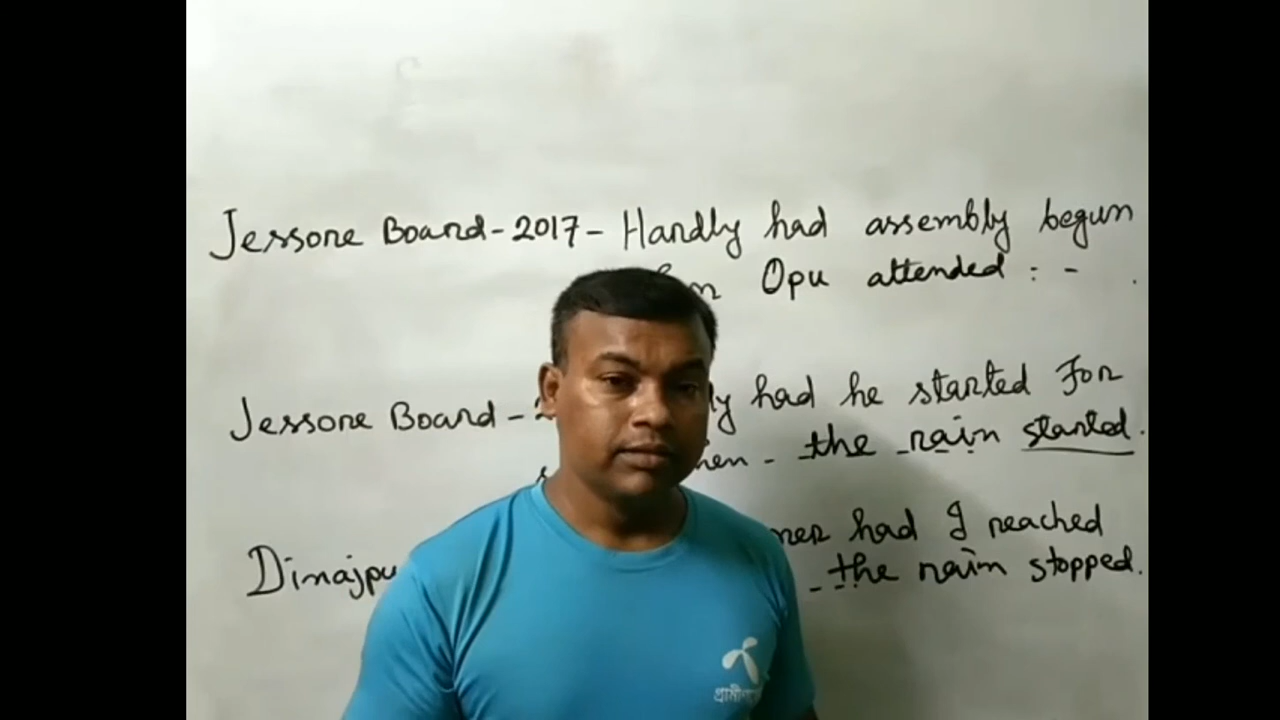 Jessore Board-2017- Hardly had assembly begun
Opu attended : - .
Jessore Board - had he started for
- the rain started.
had I reached
- the rain stopped.